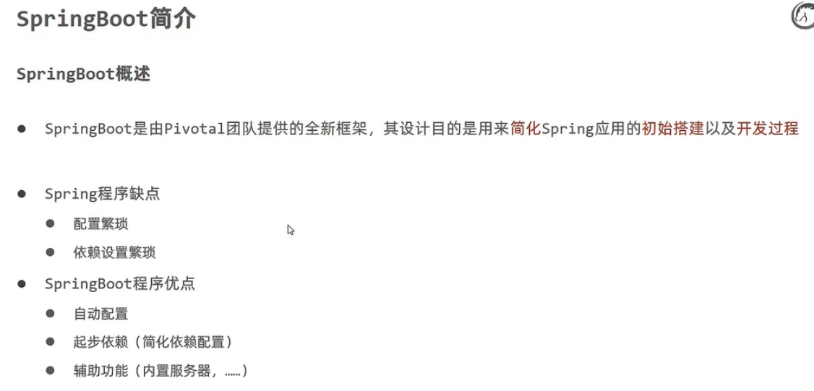 SpringBoot简介
SpringBoot概述
SpringBoot是由Pivotal团队提供的全新框架，其设计目的是用来简化Spring应用的初始搭建以及开发过程
Spring程序缺点
配置繁琐
依赖设置繁琐
SpringBoot程序优点
自动配置
起步依赖（简化依赖配置）
辅助功能（内置服务器，……）